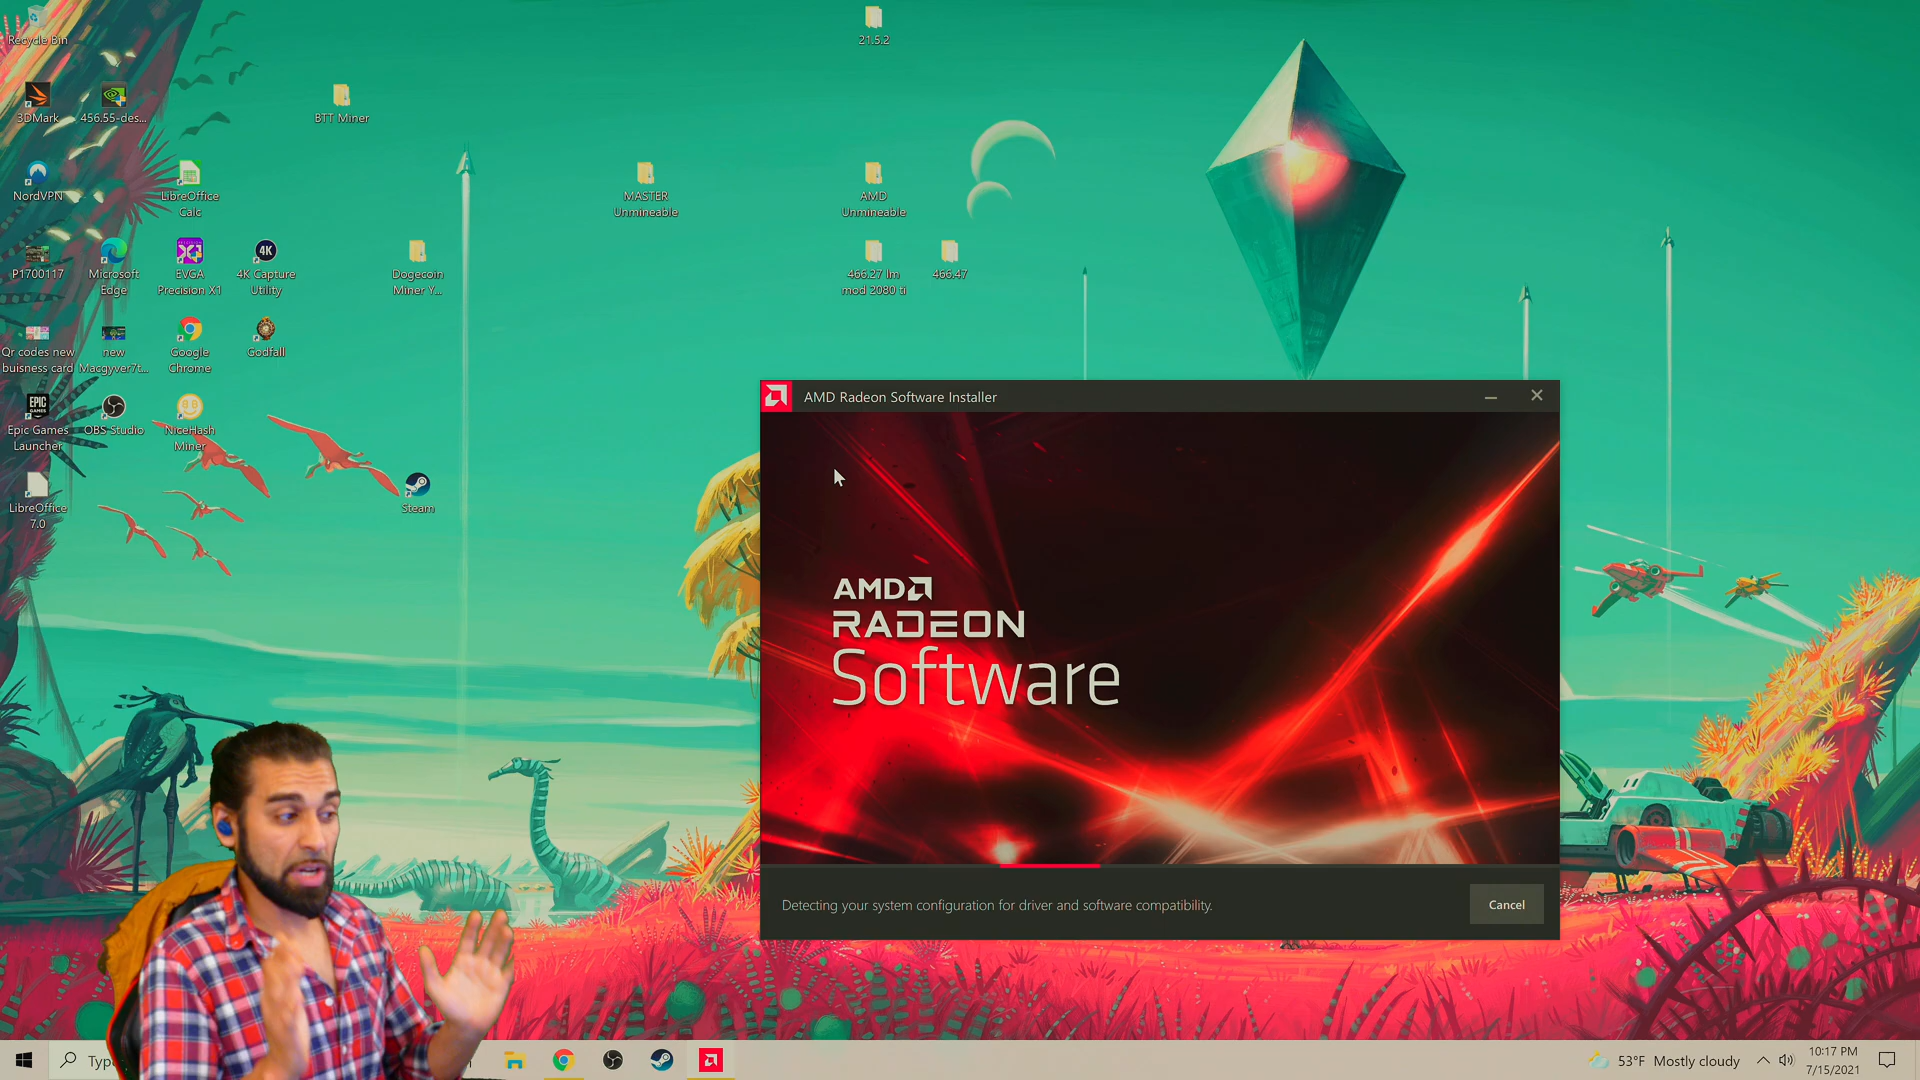 Recycle Bin
21.5.2
3DMark
456.55-des...
BTT Miner
NordVPN
LibreOffice
Calc
MASTER
Unmineable
AMD
Unmineable
P1700117
Microsoft
Edge
EVGA
Precision X1
4K
4K Capture
Utility
Dogecoin
Miner Y...
466.27 lm
mod 2080 ti
466.47
Qr codes new
buisness card
new
Macgyver7t...
Google
Chrome
Godfall
EPIC
GAMES
Epic Games
Launcher
OBS Studio
NiceHash
Miner
LibreOffice
7.0
Steam
AMD Radeon Software Installer
AMD
RADEON
Software
Detecting your system configuration for driver and software compatibility.
Cancel
53°F Mostly cloudy
10:17 PM
7/15/2021